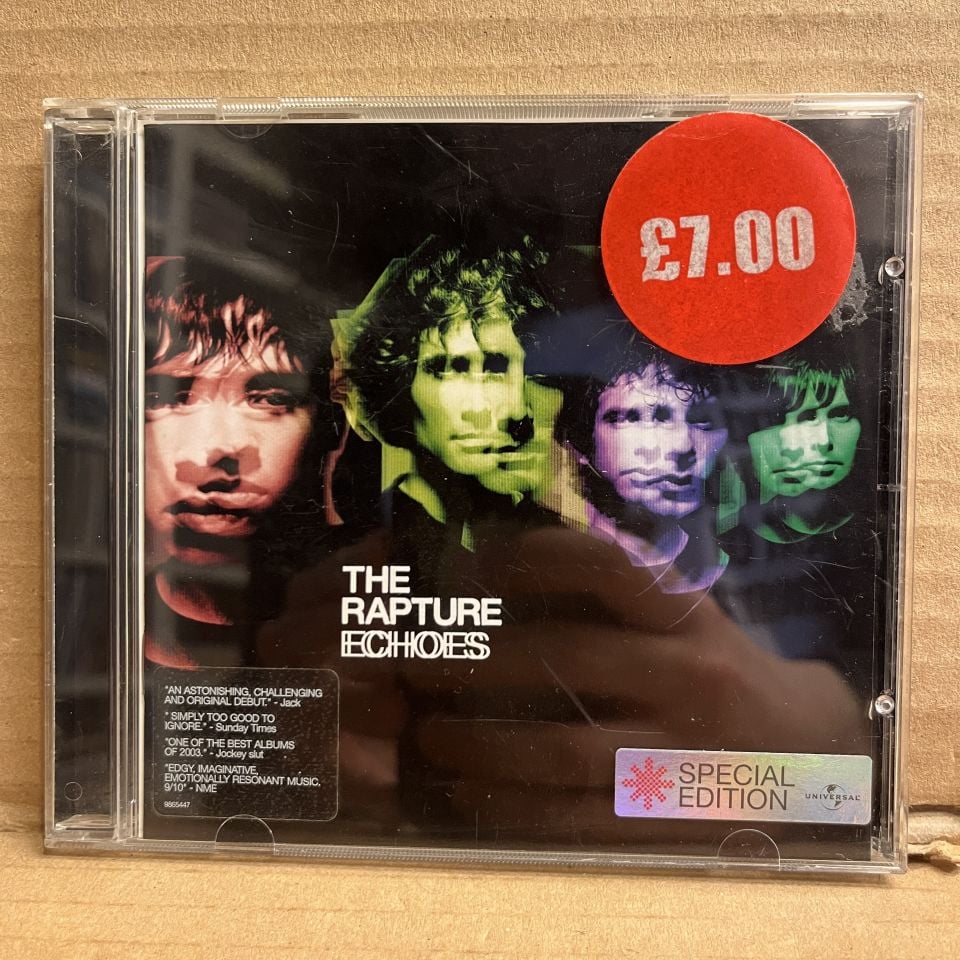 £7.00
THE
RAPTURE
ECHOES
"AN ASTONISHING, CHALLENGING
AND ORIGINAL DEBUT." - Jack
" SIMPLY TOO GOOD TO
IGNORE." - Sunday Times
"ONE OF THE BEST ALBUMS
OF 2003." - Jockey slut
"EDGY, IMAGINATIVE,
EMOTIONALLY RESONANT MUSIC,
9/10" - NME
9865447
SPECIAL
EDITION
UNIVERSAL